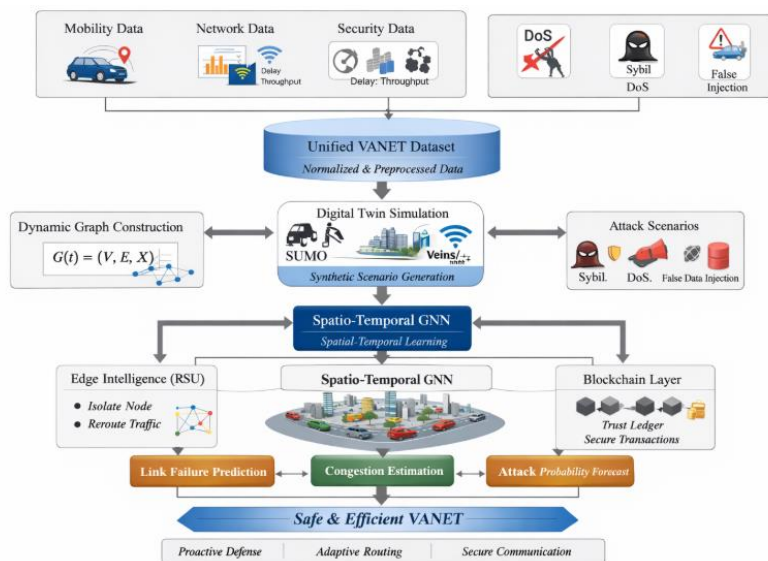 Mobility Data
Network Data
Security Data
Delay
Throughput
Delay: Throughput
DoS
Sybil
DoS
False
Injection
Unified VANET Dataset
Normalized & Preprocessed Data
Dynamic Graph Construction
G(t) = (V, E, X)
Digital Twin Simulation
SUMO
Veins/
Synthetic Scenario Generation
Attack Scenarios
Sybil.
DoS.
False Data Injection
Spatio-Temporal GNN
Spatial-Temporal Learning
Edge Intelligence (RSU)
• Isolate Node
• Reroute Traffic
Spatio-Temporal GNN
Blockchain Layer
Trust Ledger
Secure Transactions
Link Failure Prediction
Congestion Estimation
Attack Probability Forecast
Safe & Efficient VANET
Proactive Defense
Adaptive Routing
Secure Communication